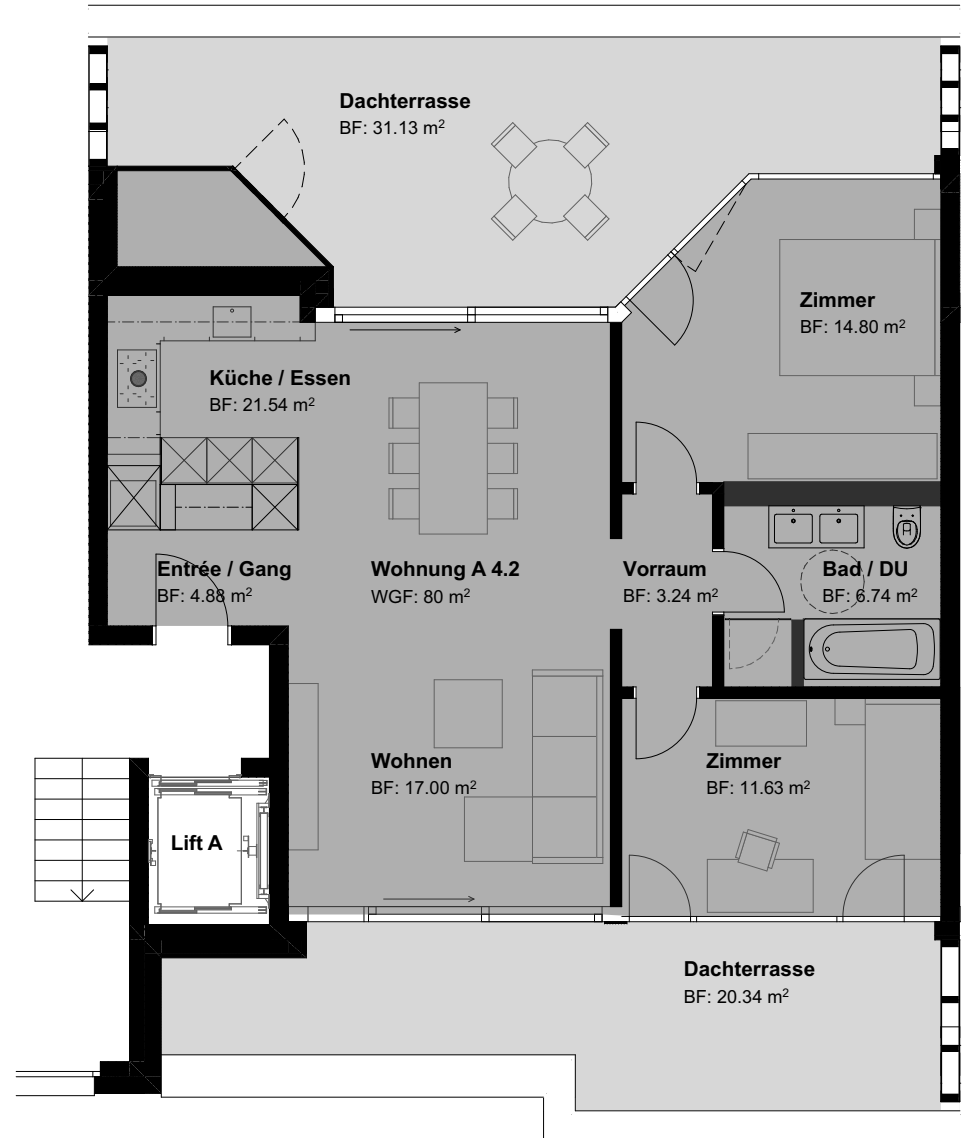 Dachterrasse
BF: 31.13 m²
Zimmer
BF: 14.80 m²
Küche / Essen
BF: 21.54 m²
Entrée / Gang
BF: 4.88 m²
Wohnung A 4.2
WGF: 80 m²
Vorraum
BF: 3.24 m²
Bad / DU
BF: 6.74 m²
Wohnen
BF: 17.00 m²
Zimmer
BF: 11.63 m²
Lift A
Dachterrasse
BF: 20.34 m²